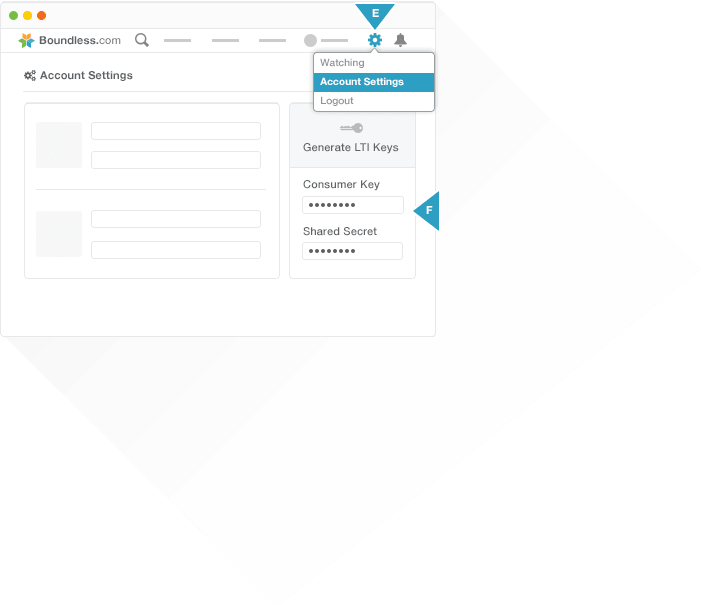 E
Boundless.com
Watching
Account Settings
Account Settings
Logout
Generate LTI Keys
Consumer Key
••••••••
F
Shared Secret
••••••••